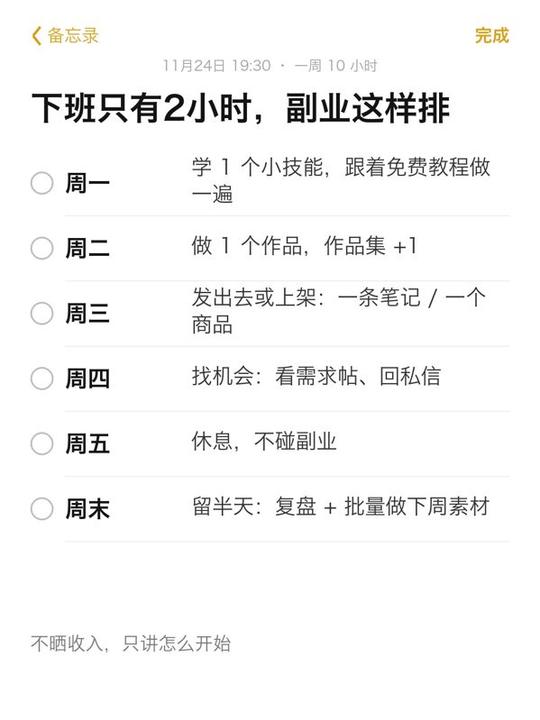 备忘录
完成
11月24日 19:30 · 一周 10 小时
下班只有2小时，副业这样排
周一
学 1 个小技能，跟着免费教程做
一遍
周二
做 1 个作品，作品集 +1
周三
发出去或上架：一条笔记 / 一个
商品
周四
找机会：看需求帖、回私信
周五
休息，不碰副业
周末
留半天：复盘 + 批量做下周素材
不晒收入，只讲怎么开始